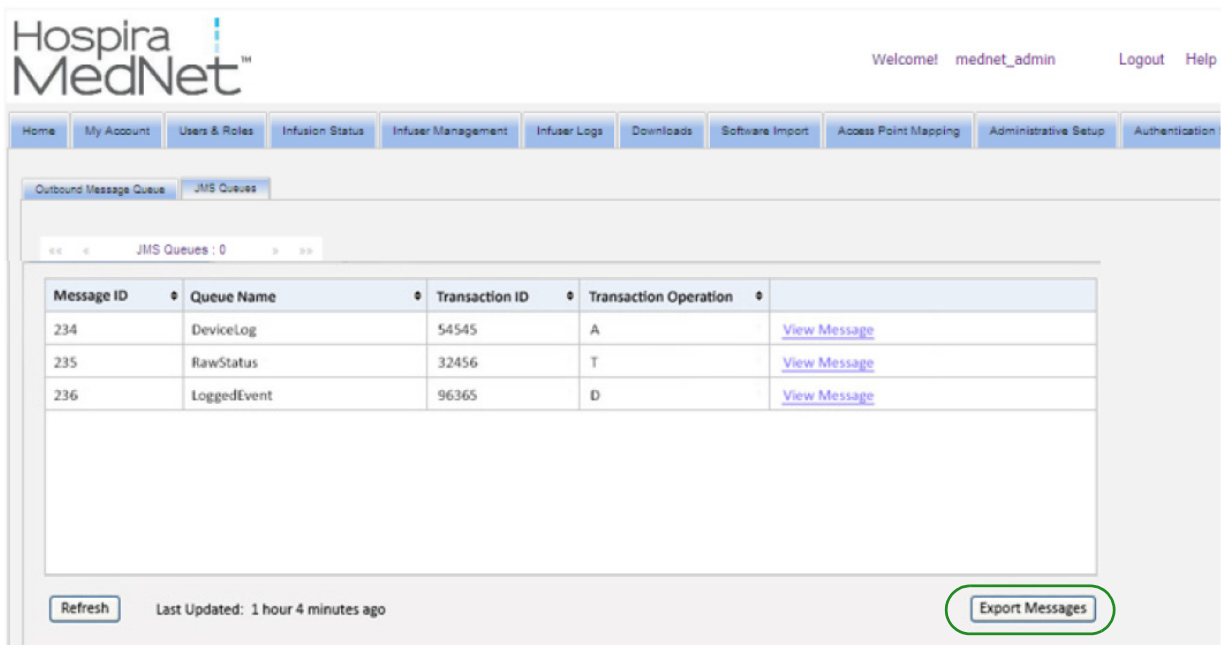 Hospira
MedNet™
Welcome! mednet_admin Logout Help
Home My Account Users & Roles Infusion Status Infuser Management Infuser Logs Downloads Software Import Access Point Mapping Administrative Setup Authentication
Outbound Message Queue JMS Queues
«« « JMS Queues : 0 » »»
Message ID Queue Name Transaction ID Transaction Operation
234 DeviceLog 54545 A View Message
235 RawStatus 32456 T View Message
236 LoggedEvent 96365 D View Message
Refresh Last Updated: 1 hour 4 minutes ago Export Messages